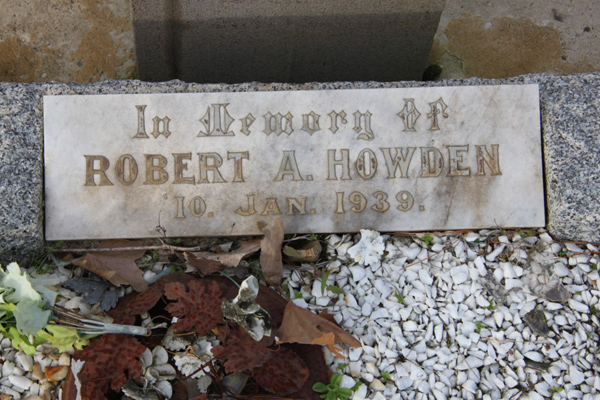 In Memory Of
ROBERT A. HOWDEN
10. JAN. 1939.